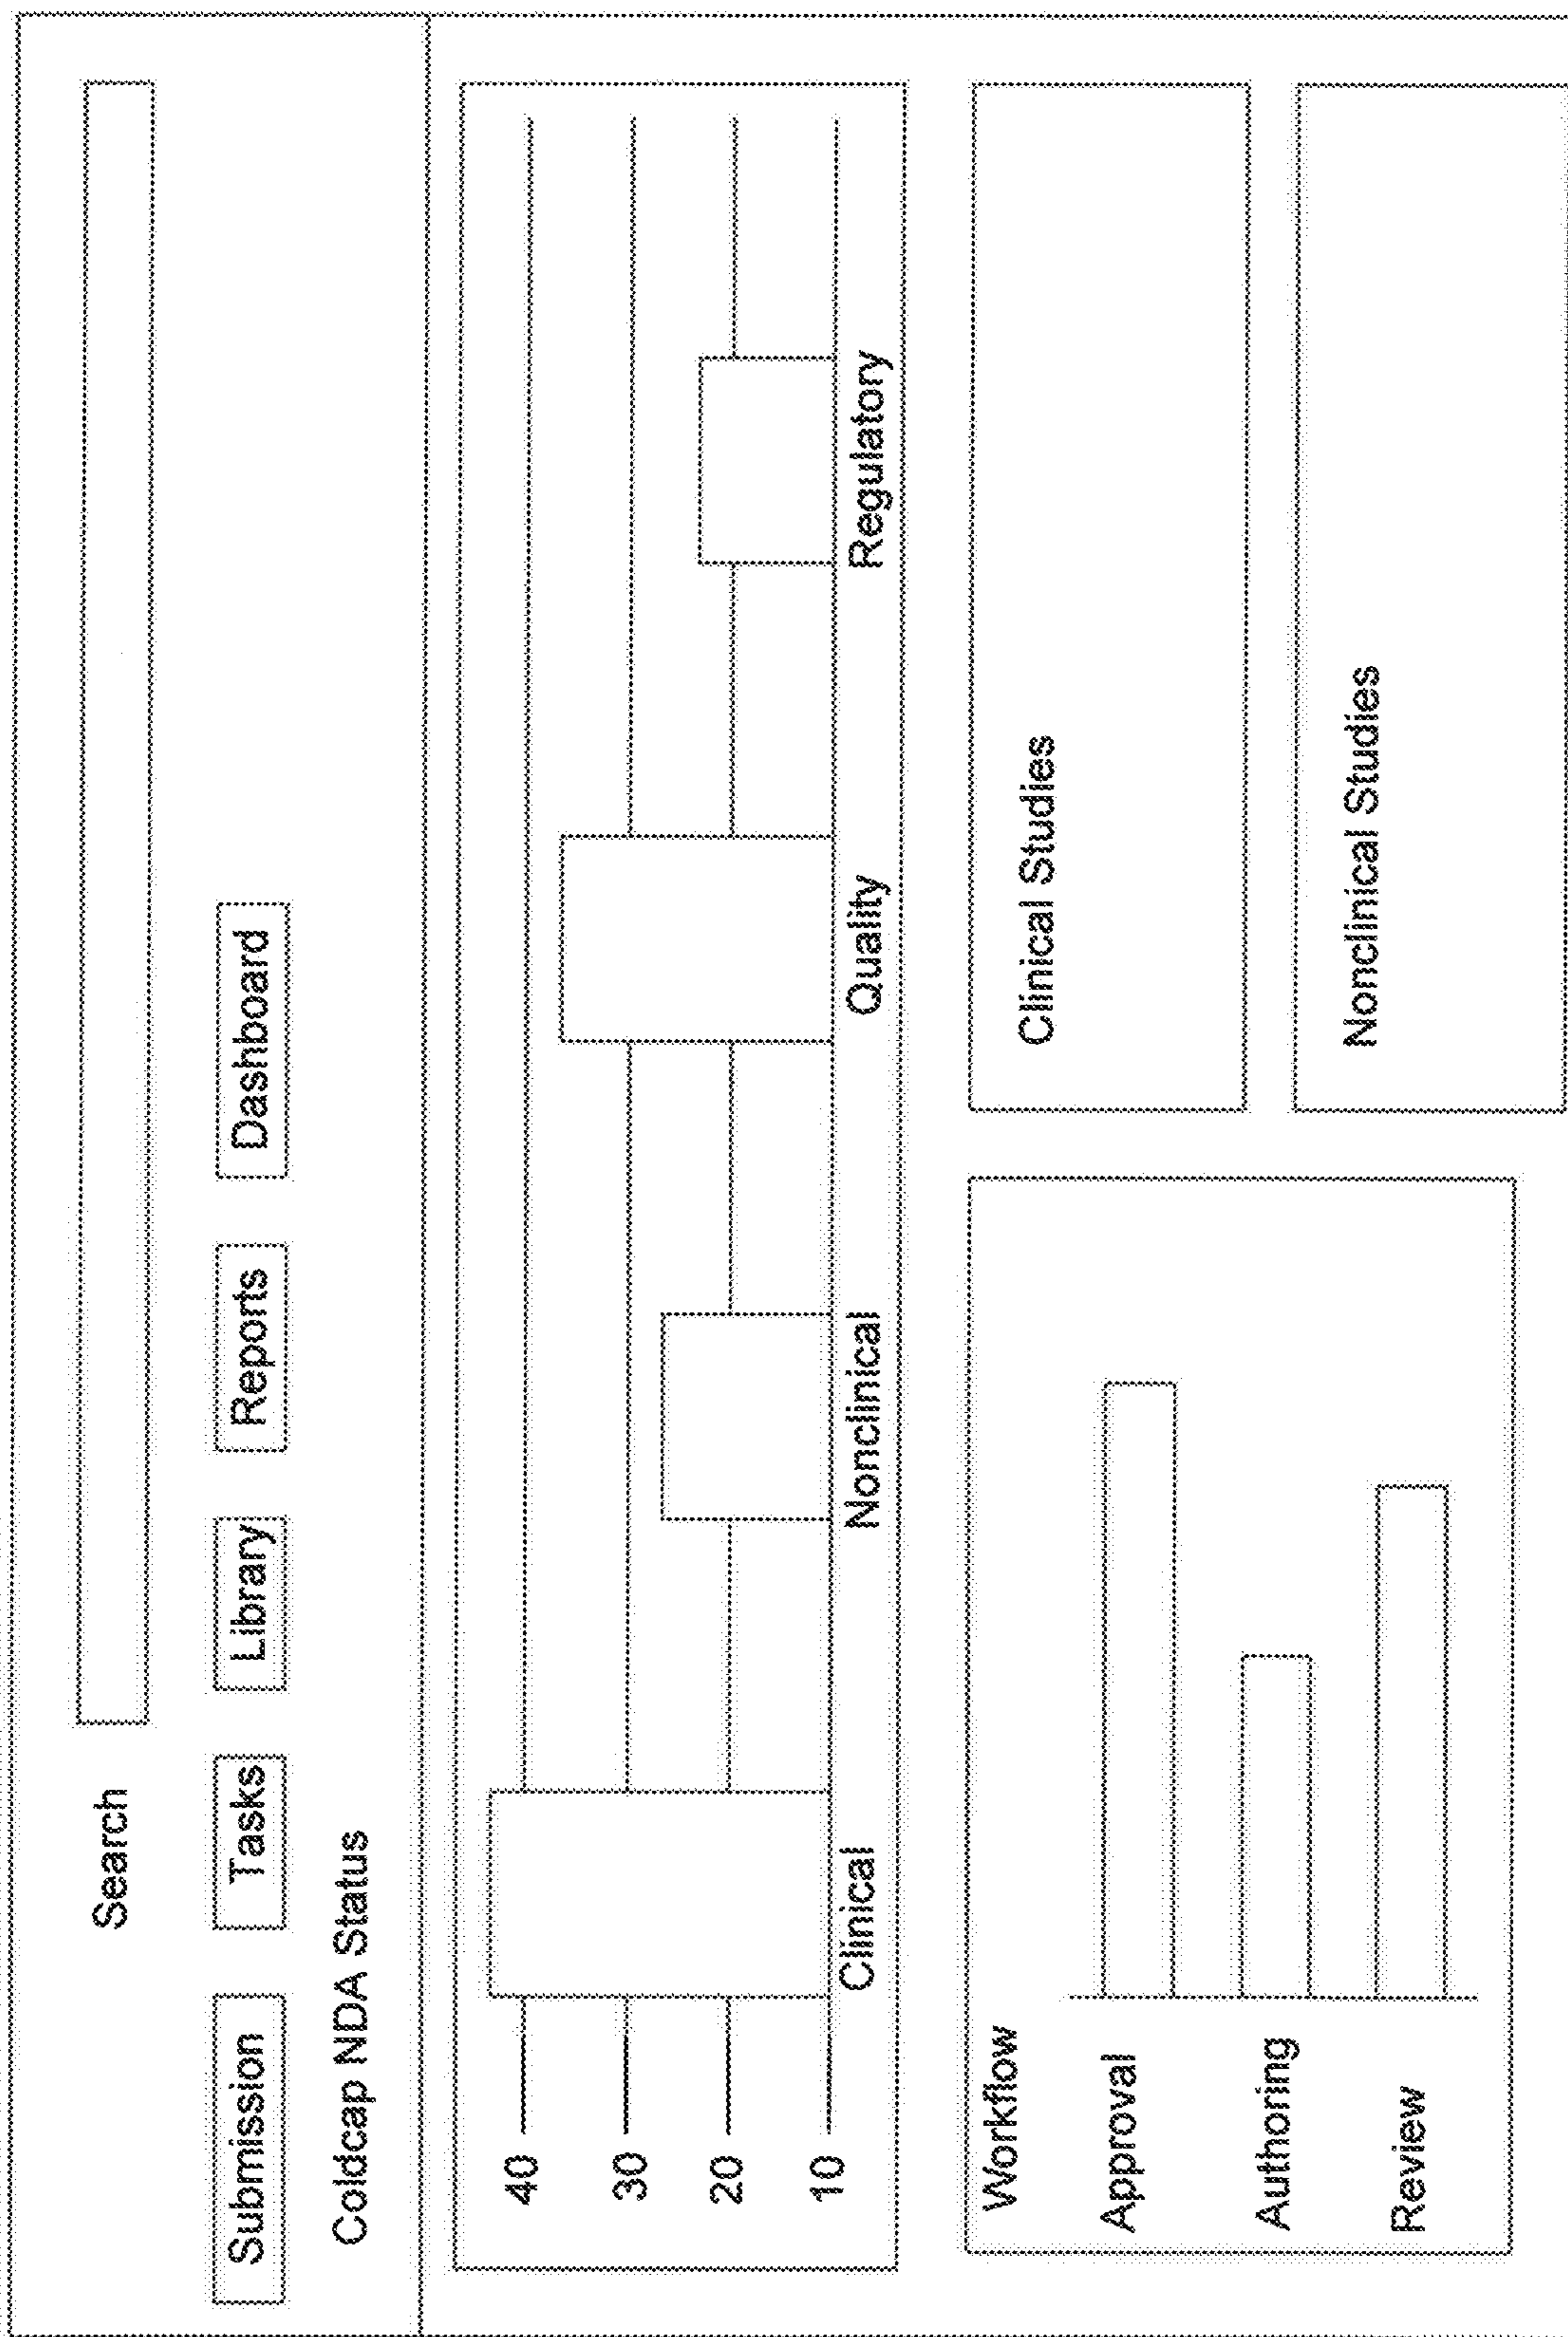 Search
Submission Tasks Library Reports Dashboard
Coldcap NDA Status
40
30
20
10
Clinical Nonclinical Quality Regulatory
Workflow
Approval
Authoring
Review
Clinical Studies
Nonclinical Studies